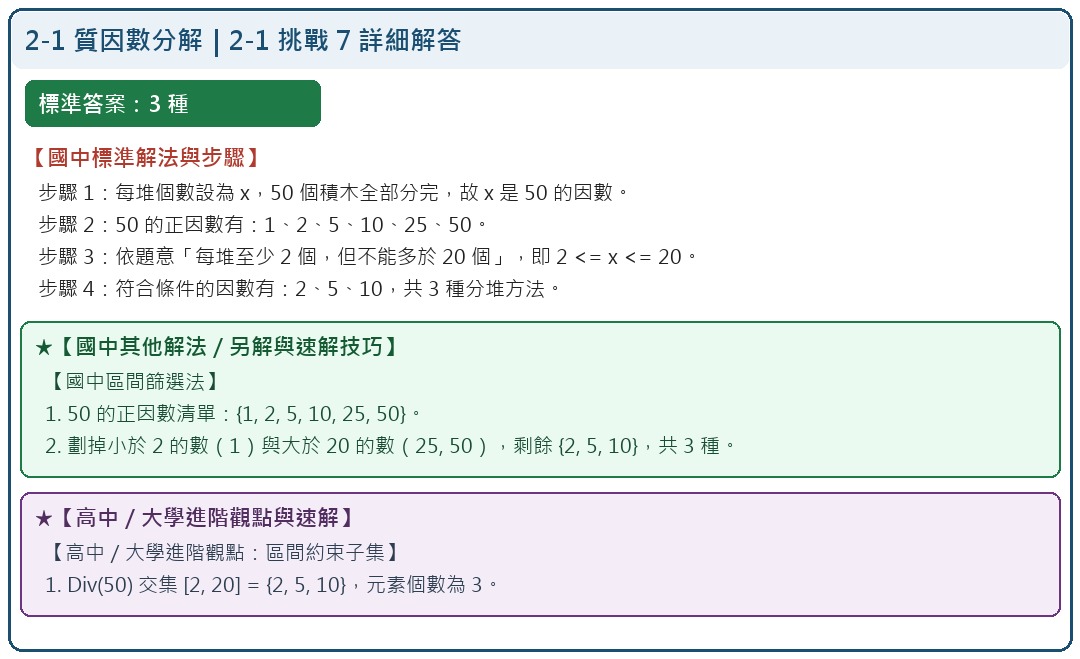 2-1 質因數分解 | 2-1 挑戰 7 詳細解答
標準答案：3 種
【國中標準解法與步驟】
步驟 1：每堆個數設為 x，50 個積木全部分完，故 x 是 50 的因數。
步驟 2：50 的正因數有：1、2、5、10、25、50。
步驟 3：依題意「每堆至少 2 個，但不能多於 20 個」，即 2 <= x <= 20。
步驟 4：符合條件的因數有：2、5、10，共 3 種分堆方法。
★【國中其他解法 / 另解與速解技巧】
【國中區間篩選法】
1. 50 的正因數清單：{1, 2, 5, 10, 25, 50}。
2. 劃掉小於 2 的數（1）與大於 20 的數（25, 50），剩餘 {2, 5, 10}，共 3 種。
★【高中 / 大學進階觀點與速解】
【高中 / 大學進階觀點：區間約束子集】
1. Div(50) 交集 [2, 20] = {2, 5, 10}，元素個數為 3。